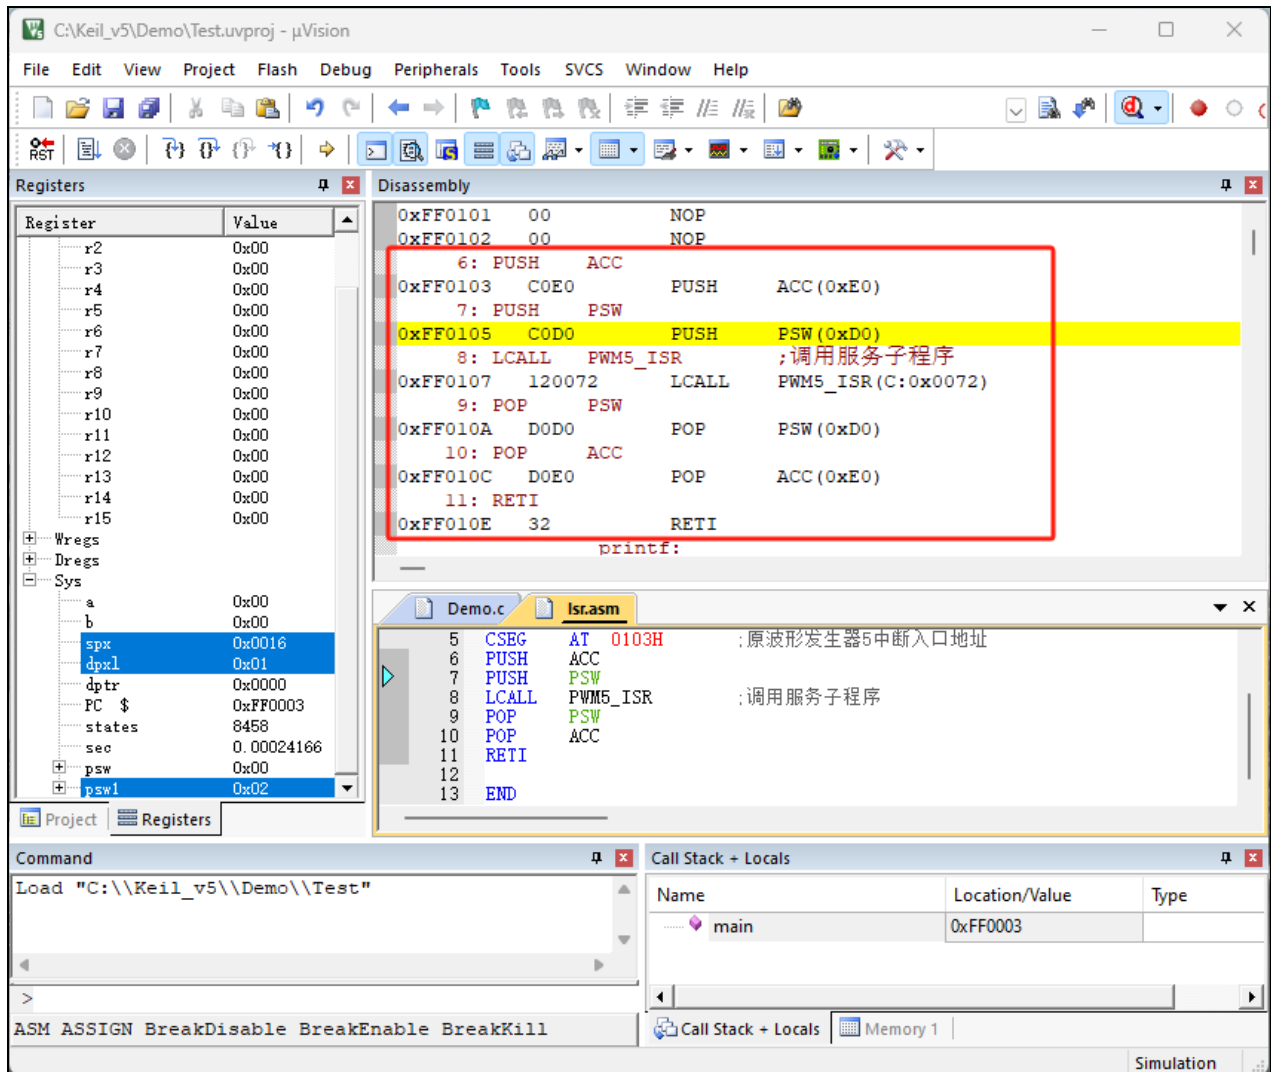 C:\Keil_v5\Demo\Test.uvproj - µVision
File Edit View Project Flash Debug Peripherals Tools SVCS Window Help
RST
Registers
Register Value
r2 0x00
r3 0x00
r4 0x00
r5 0x00
r6 0x00
r7 0x00
r8 0x00
r9 0x00
r10 0x00
r11 0x00
r12 0x00
r13 0x00
r14 0x00
r15 0x00
Wregs
Dregs
Sys
a 0x00
b 0x00
spx 0x0016
dpxl 0x01
dptr 0x0000
PC $ 0xFF0003
states 8458
sec 0.00024166
psw 0x00
psw1 0x02
Project Registers
Disassembly
0xFF0101 00 NOP
0xFF0102 00 NOP
6: PUSH ACC
0xFF0103 C0E0 PUSH ACC(0xE0)
7: PUSH PSW
0xFF0105 C0D0 PUSH PSW(0xD0)
8: LCALL PWM5_ISR ;调用服务子程序
0xFF0107 120072 LCALL PWM5_ISR(C:0x0072)
9: POP PSW
0xFF010A D0D0 POP PSW(0xD0)
10: POP ACC
0xFF010C D0E0 POP ACC(0xE0)
11: RETI
0xFF010E 32 RETI
printf:
Demo.c Isr.asm
5 CSEG AT 0103H ;原波形发生器5中断入口地址
6 PUSH ACC
7 PUSH PSW
8 LCALL PWM5_ISR ;调用服务子程序
9 POP PSW
10 POP ACC
11 RETI
12
13 END
Command
Load "C:\\Keil_v5\\Demo\\Test"
>
ASM ASSIGN BreakDisable BreakEnable BreakKill
Call Stack + Locals
Name Location/Value Type
main 0xFF0003
Call Stack + Locals Memory 1
Simulation